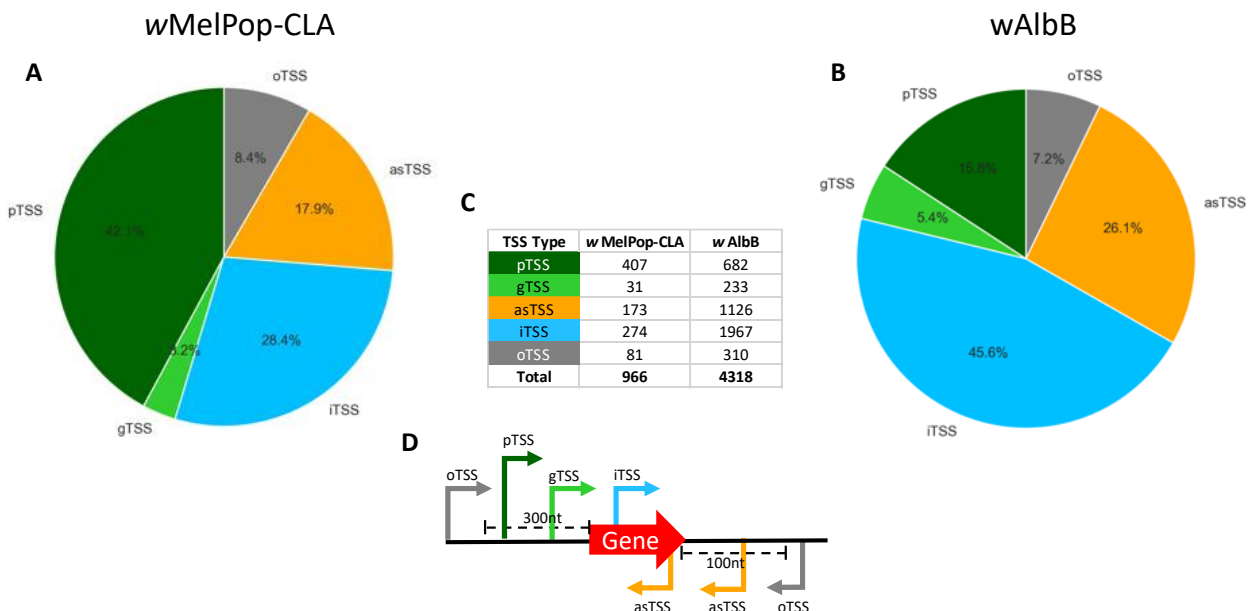 wMelPop-CLA
wAlbB
A
oTSS
8.4%
asTSS
17.9%
pTSS
42.1%
28.4%
3.2%
iTSS
gTSS
B
oTSS
pTSS
7.2%
15.8%
gTSS
5.4%
asTSS
26.1%
45.6%
iTSS
C
TSS Type w MelPop-CLA w AlbB
pTSS 407 682
gTSS 31 233
asTSS 173 1126
iTSS 274 1967
oTSS 81 310
Total 966 4318
D
pTSS
oTSS gTSS iTSS
300nt
Gene
100nt
asTSS asTSS oTSS